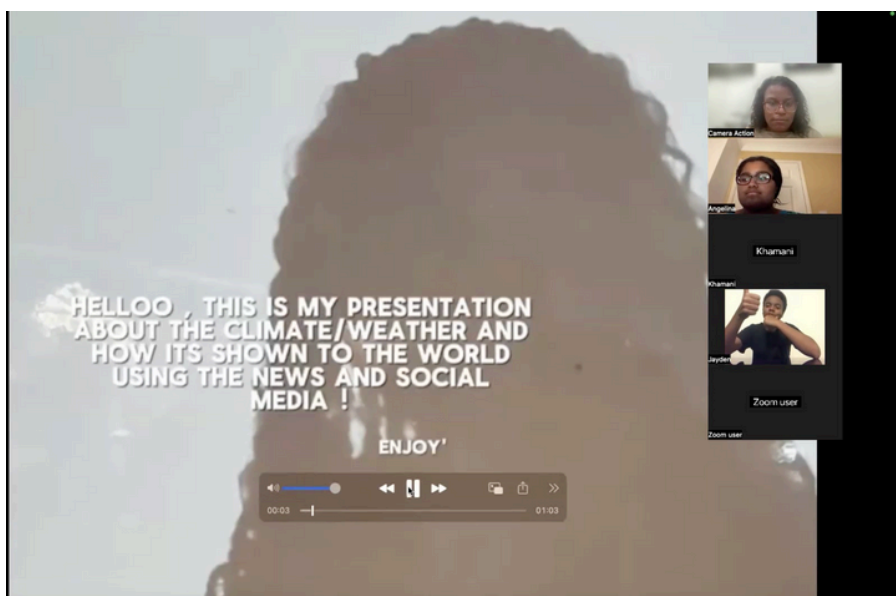 HELLOO , THIS IS MY PRESENTATION
ABOUT THE CLIMATE/WEATHER AND
HOW ITS SHOWN TO THE WORLD
USING THE NEWS AND SOCIAL
MEDIA !
ENJOY'
00:03
01:03
Camera Action
Angelina
Khamani
Khamani
Jayden
Zoom user
Zoom user